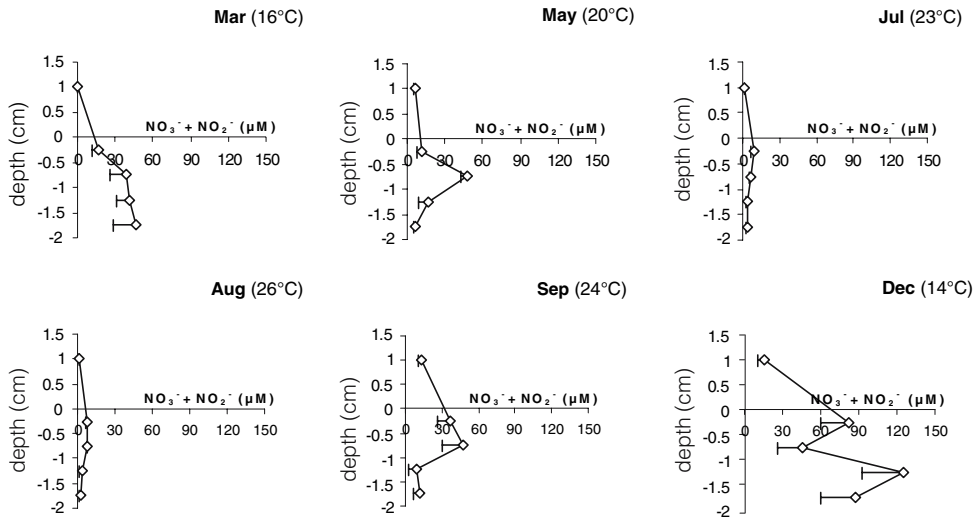 Mar (16°C)
May (20°C)
Jul (23°C)
depth (cm)
1.5
1
0.5
0
-0.5
-1
-1.5
-2
NO₃⁻ + NO₂⁻ (µM)
0 30 60 90 120 150
depth (cm)
1.5
1
0.5
0
-0.5
-1
-1.5
-2
NO₃⁻ + NO₂⁻ (µM)
0 30 60 90 120 150
depth (cm)
1.5
1
0.5
0
-0.5
-1
-1.5
-2
NO₃⁻ + NO₂⁻ (µM)
0 30 60 90 120 150
Aug (26°C)
Sep (24°C)
Dec (14°C)
depth (cm)
1.5
1
0.5
0
-0.5
-1
-1.5
-2
NO₃⁻ + NO₂⁻ (µM)
0 30 60 90 120 150
depth (cm)
1.5
1
0.5
0
-0.5
-1
-1.5
-2
NO₃⁻ + NO₂⁻ (µM)
0 30 60 90 120 150
depth (cm)
1.5
1
0.5
0
-0.5
-1
-1.5
-2
NO₃⁻ + NO₂⁻ (µM)
0 30 60 90 120 150